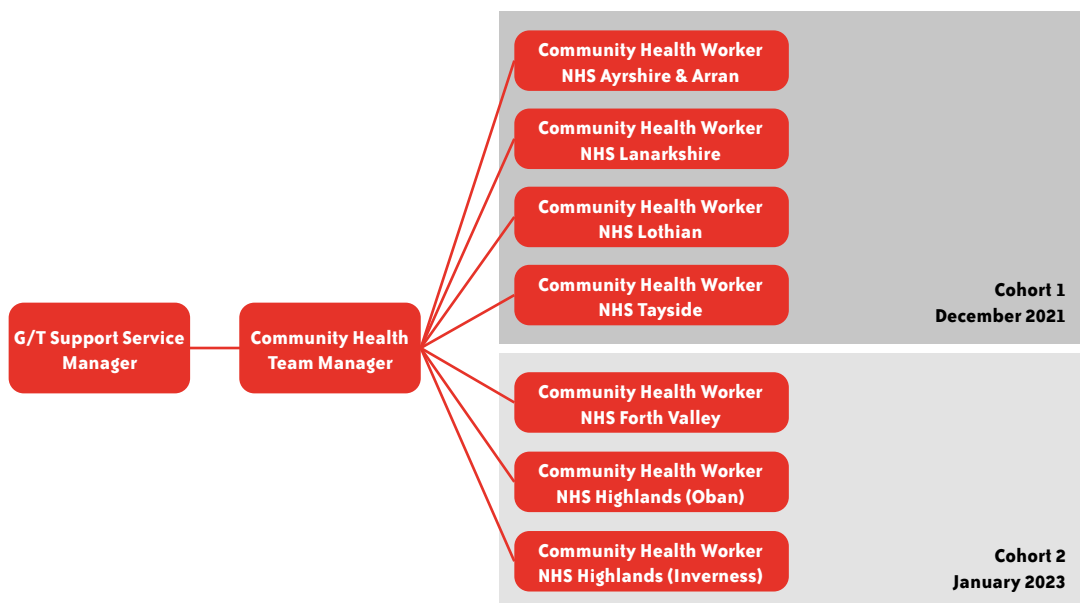 G/T Support Service
Manager
Community Health
Team Manager
Community Health Worker
NHS Ayrshire & Arran
Community Health Worker
NHS Lanarkshire
Community Health Worker
NHS Lothian
Community Health Worker
NHS Tayside
Cohort 1
December 2021
Community Health Worker
NHS Forth Valley
Community Health Worker
NHS Highlands (Oban)
Community Health Worker
NHS Highlands (Inverness)
Cohort 2
January 2023